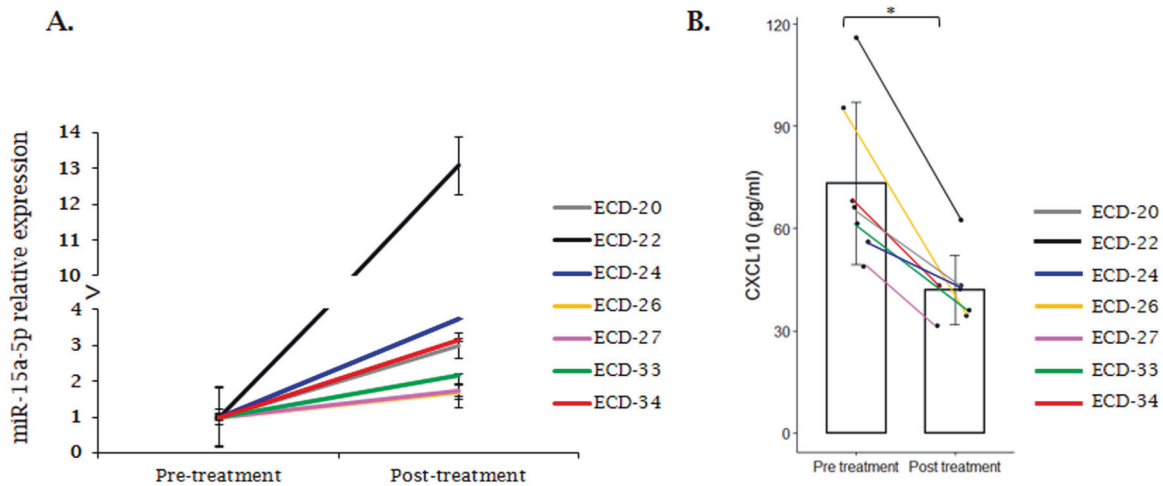 A.
miR-15a-5p relative expression
14
13
12
11
10
4
3
2
1
0
Pre-treatment Post-treatment
ECD-20
ECD-22
ECD-24
ECD-26
ECD-27
ECD-33
ECD-34
B.
*
CXCL10 (pg/ml)
120
90
60
30
0
Pre treatment Post treatment
ECD-20
ECD-22
ECD-24
ECD-26
ECD-27
ECD-33
ECD-34